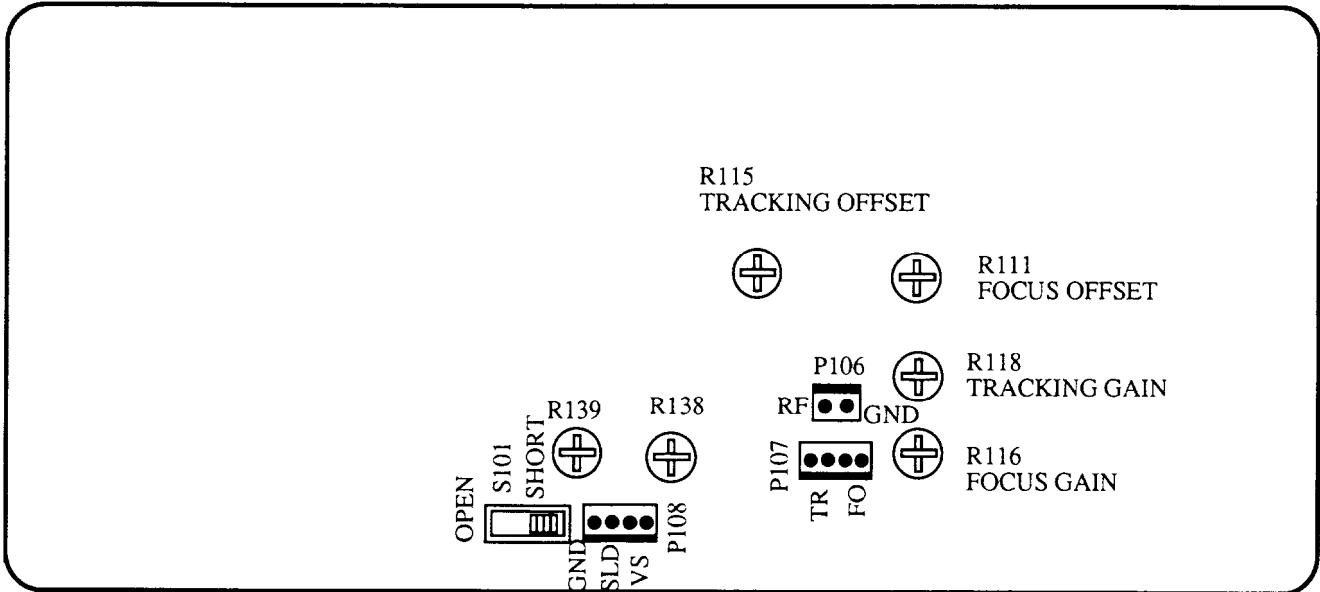 R115
TRACKING OFFSET
R111
FOCUS OFFSET
P106
R118
TRACKING GAIN
RF
GND
R139
R138
S101
SHORT
OPEN
P107
R116
FOCUS GAIN
TR
FO
P108
GND
SLD
VS